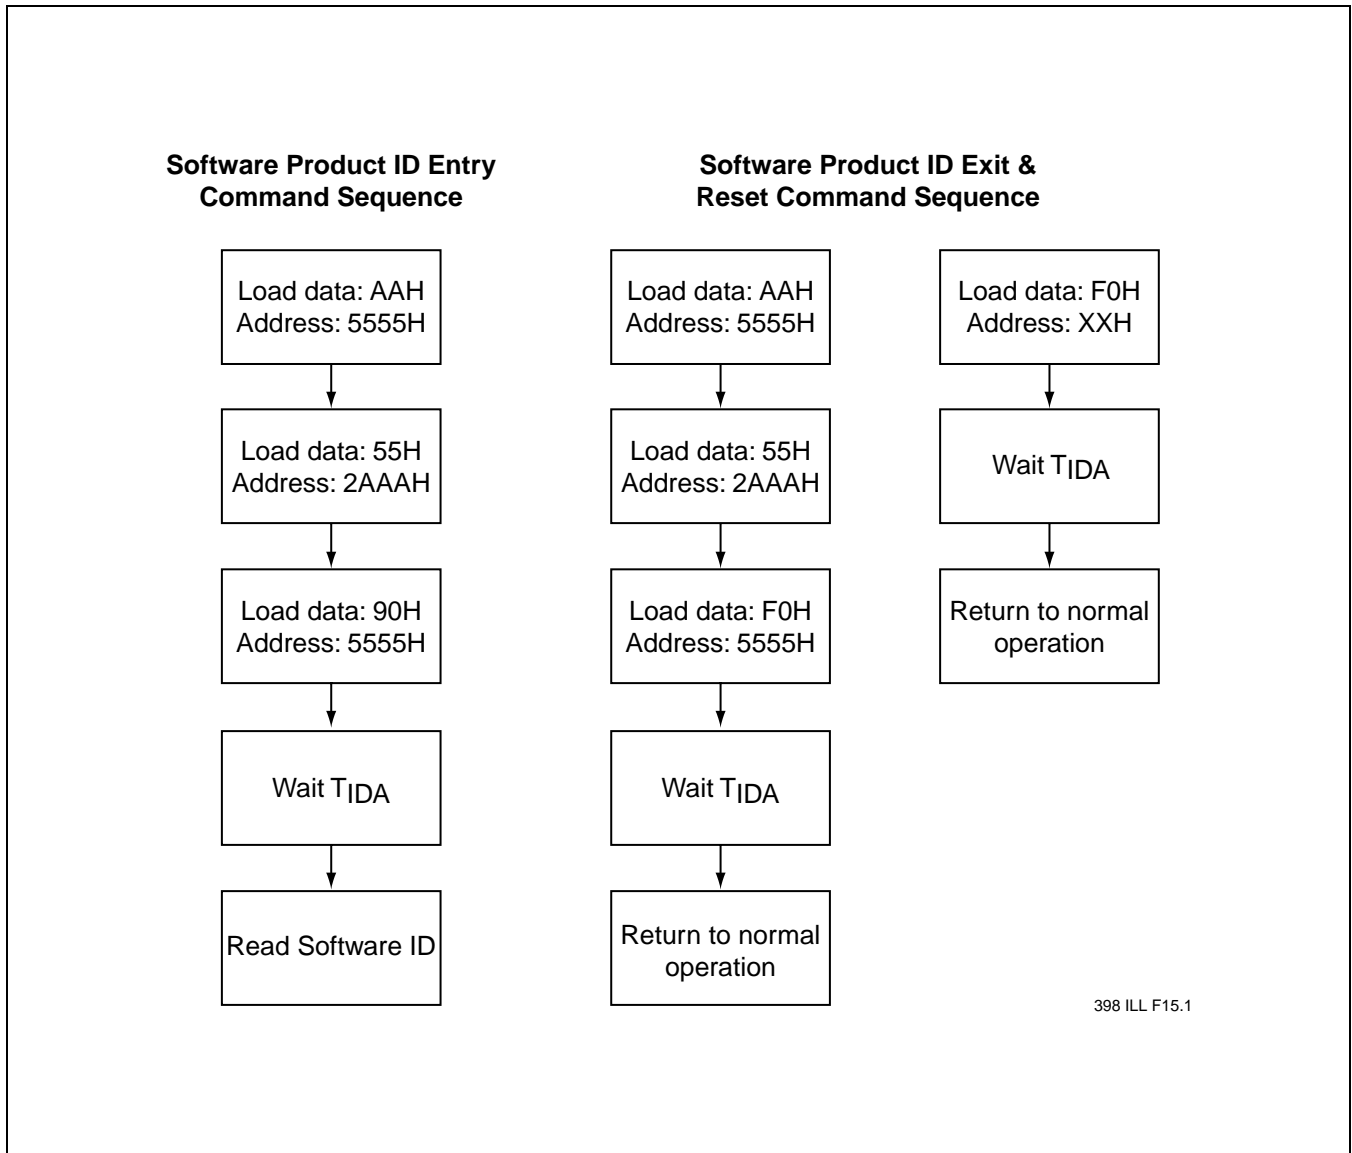 Software Product ID Entry
Command Sequence
Load data: AAH
Address: 5555H
Load data: 55H
Address: 2AAAH
Load data: 90H
Address: 5555H
Wait TIDA
Read Software ID
Software Product ID Exit &
Reset Command Sequence
Load data: AAH
Address: 5555H
Load data: 55H
Address: 2AAAH
Load data: F0H
Address: 5555H
Wait TIDA
Return to normal
operation
Load data: F0H
Address: XXH
Wait TIDA
Return to normal
operation
398 ILL F15.1